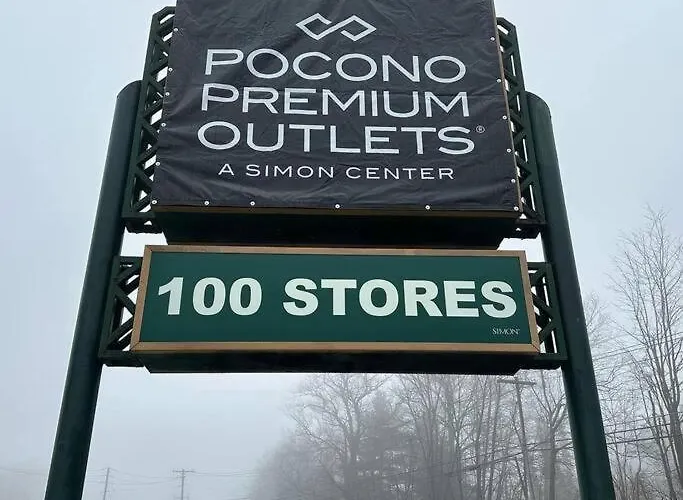 POCONO
PREMIUM
OUTLETS®
A SIMON CENTER
100 STORES
SIMON